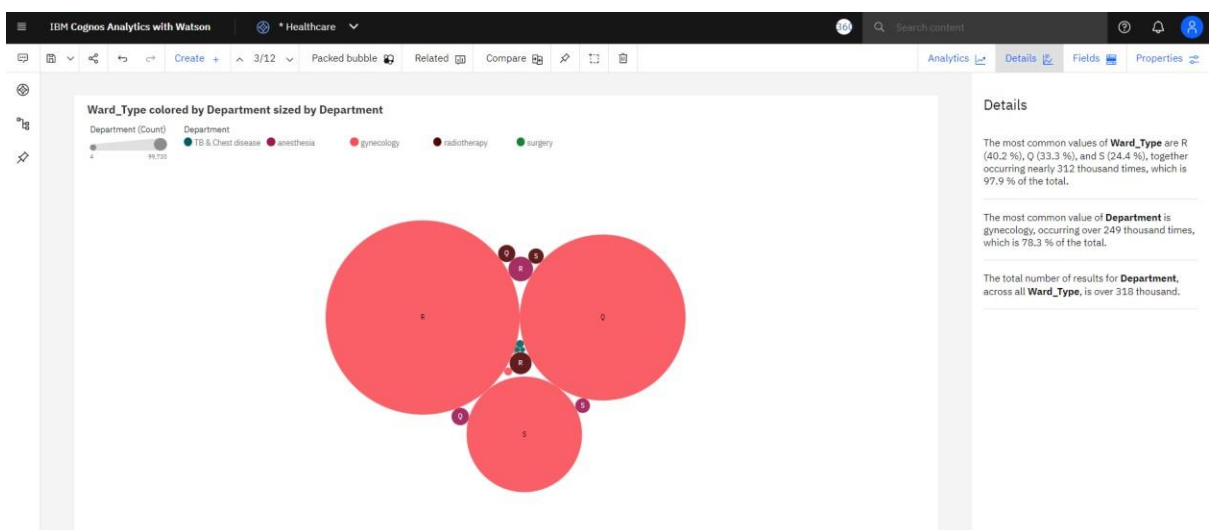 IBM Cognos Analytics with Watson
* Healthcare
360
Search content
Create +
3/12
Packed bubble
Related
Compare
Analytics
Details
Fields
Properties
Ward_Type colored by Department sized by Department
Department (Count)
4
99,720
Department
TB & Chest disease
anesthesia
gynecology
radiotherapy
surgery
Q
S
R
R
Q
R
Q
S
S
Details
The most common values of Ward_Type are R
(40.2 %), Q (33.3 %), and S (24.4 %), together
occurring nearly 312 thousand times, which is
97.9 % of the total.
The most common value of Department is
gynecology, occurring over 249 thousand times,
which is 78.3 % of the total.
The total number of results for Department,
across all Ward_Type, is over 318 thousand.